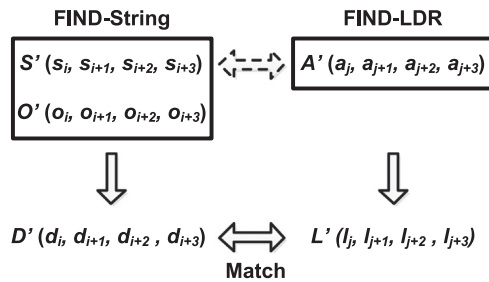 FIND-String FIND-LDR
S’ (sᵢ, sᵢ₊₁, sᵢ₊₂, sᵢ₊₃) A’ (aⱼ, aⱼ₊₁, aⱼ₊₂, aⱼ₊₃)
O’ (oᵢ, oᵢ₊₁, oᵢ₊₂, oᵢ₊₃)
D’ (dᵢ, dᵢ₊₁, dᵢ₊₂ , dᵢ₊₃) L’ (lⱼ, lⱼ₊₁, lⱼ₊₂ , lⱼ₊₃)
Match